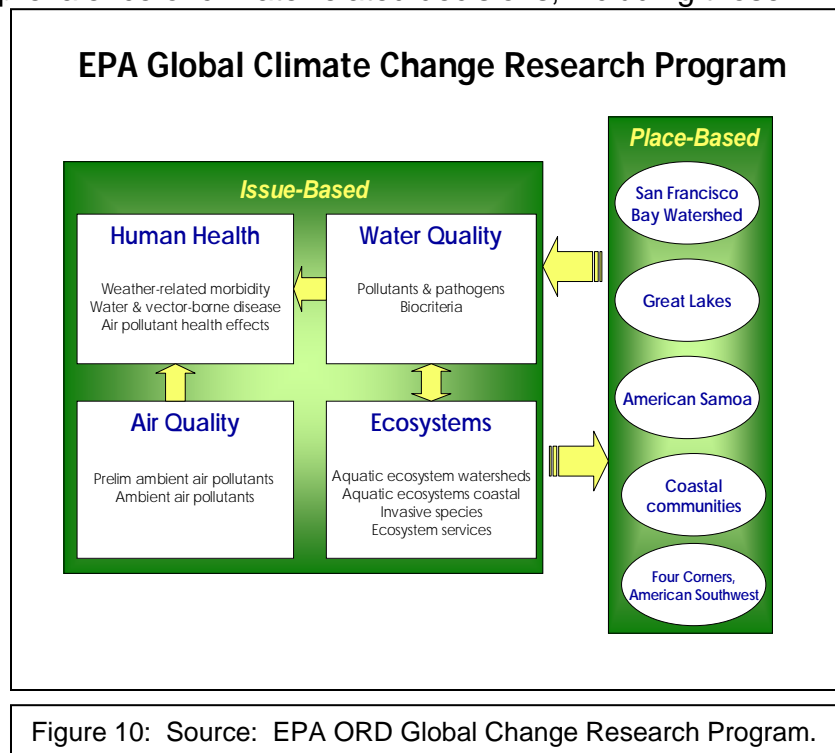 EPA Global Climate Change Research Program
Issue-Based
Human Health
Weather-related morbidity
Water & vector-borne disease
Air pollutant health effects
Water Quality
Pollutants & pathogens
Biocriteria
Air Quality
Prelim ambient air pollutants
Ambient air pollutants
Ecosystems
Aquatic ecosystem watersheds
Aquatic ecosystems coastal
Invasive species
Ecosystem services
Place-Based
San Francisco
Bay Watershed
Great Lakes
American Samoa
Coastal
communities
Four Corners,
American Southwest
Figure 10:  Source:  EPA ORD Global Change Research Program.